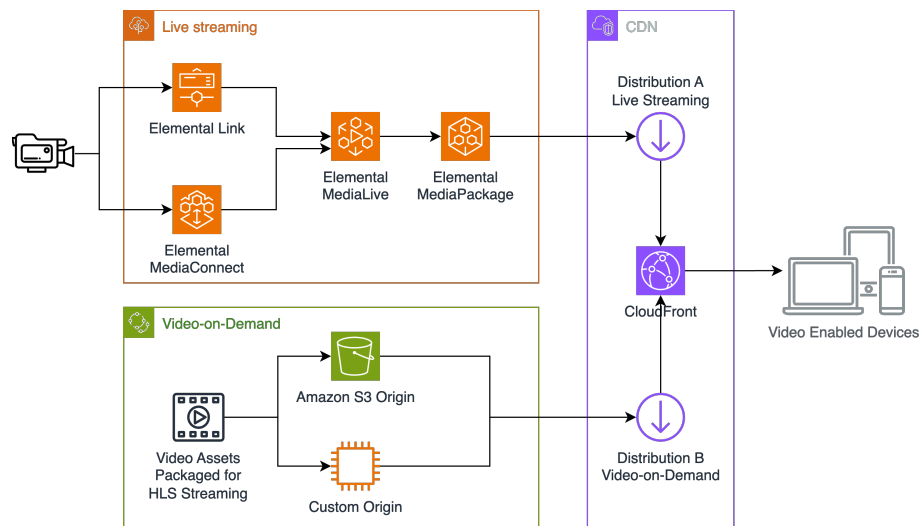 Live streaming
CDN
Distribution A
Live Streaming
Elemental Link
Elemental
MediaLive
Elemental
MediaPackage
Elemental
MediaConnect
CloudFront
Video Enabled Devices
Video-on-Demand
Amazon S3 Origin
Video Assets
Packaged for
HLS Streaming
Custom Origin
Distribution B
Video-on-Demand